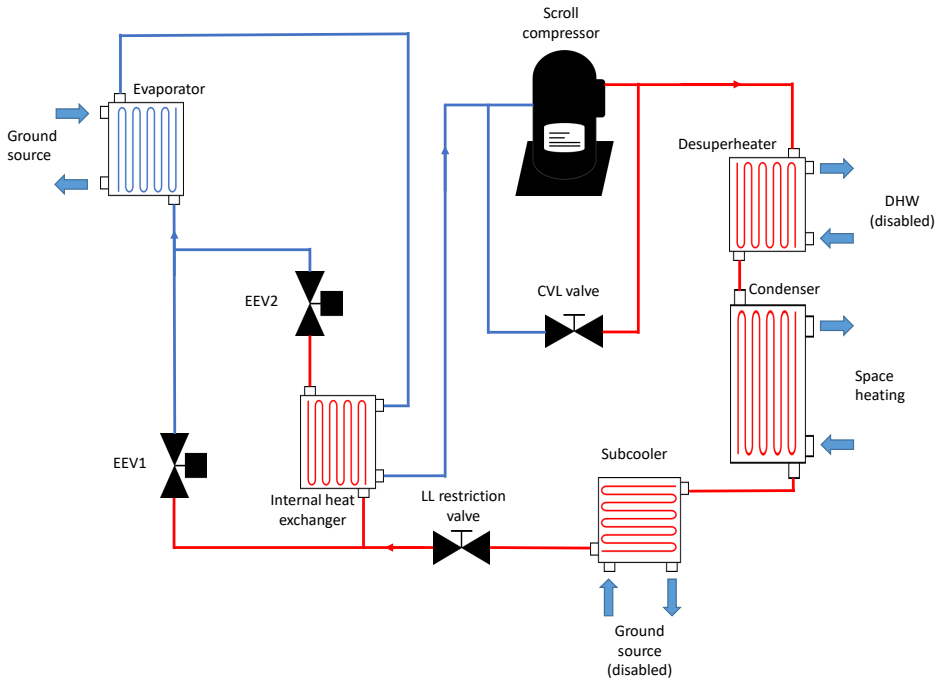 Scroll
compressor
Evaporator
Ground
source
Desuperheater
DHW
(disabled)
EEV2
CVL valve
Condenser
Space
heating
EEV1
Subcooler
Internal heat
exchanger
LL restriction
valve
Ground
source
(disabled)